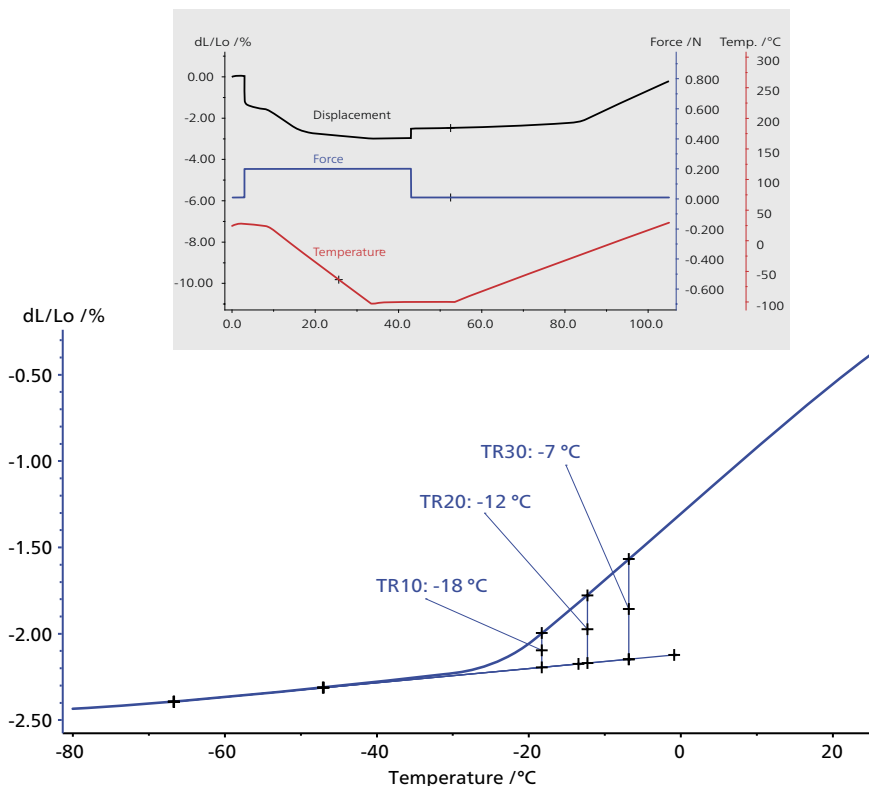 dL/Lo /%
Force /N
Temp. /°C
0.00
-2.00
-4.00
-6.00
-8.00
-10.00
Displacement
Force
Temperature
0.800
0.600
0.400
0.200
0.000
-0.200
-0.400
-0.600
300
250
200
150
100
50
0
-50
-100
0.0 20.0 40.0 60.0 80.0 100.0
dL/Lo /%
-0.50
-1.00
-1.50
-2.00
-2.50
TR30: -7 °C
TR20: -12 °C
TR10: -18 °C
-80 -60 -40 -20 0 20
Temperature /°C